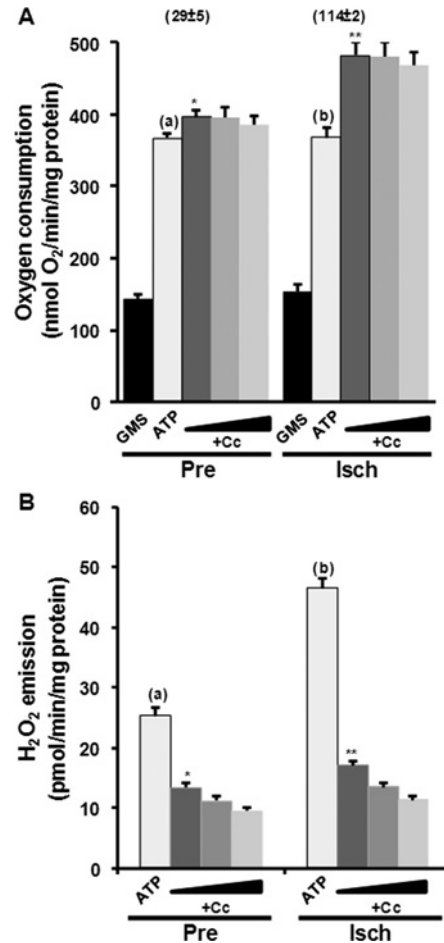 A
(29±5)
(114±2)
Oxygen consumption
(nmol O₂/min/mg protein)
500
400
300
200
100
0
(a)
*
(b)
**
GMS
ATP
+Cc
GMS
ATP
+Cc
Pre
Isch
B
H₂O₂ emission
(pmol/min/mg protein)
60
50
40
30
20
10
0
(a)
*
(b)
**
ATP
+Cc
ATP
+Cc
Pre
Isch